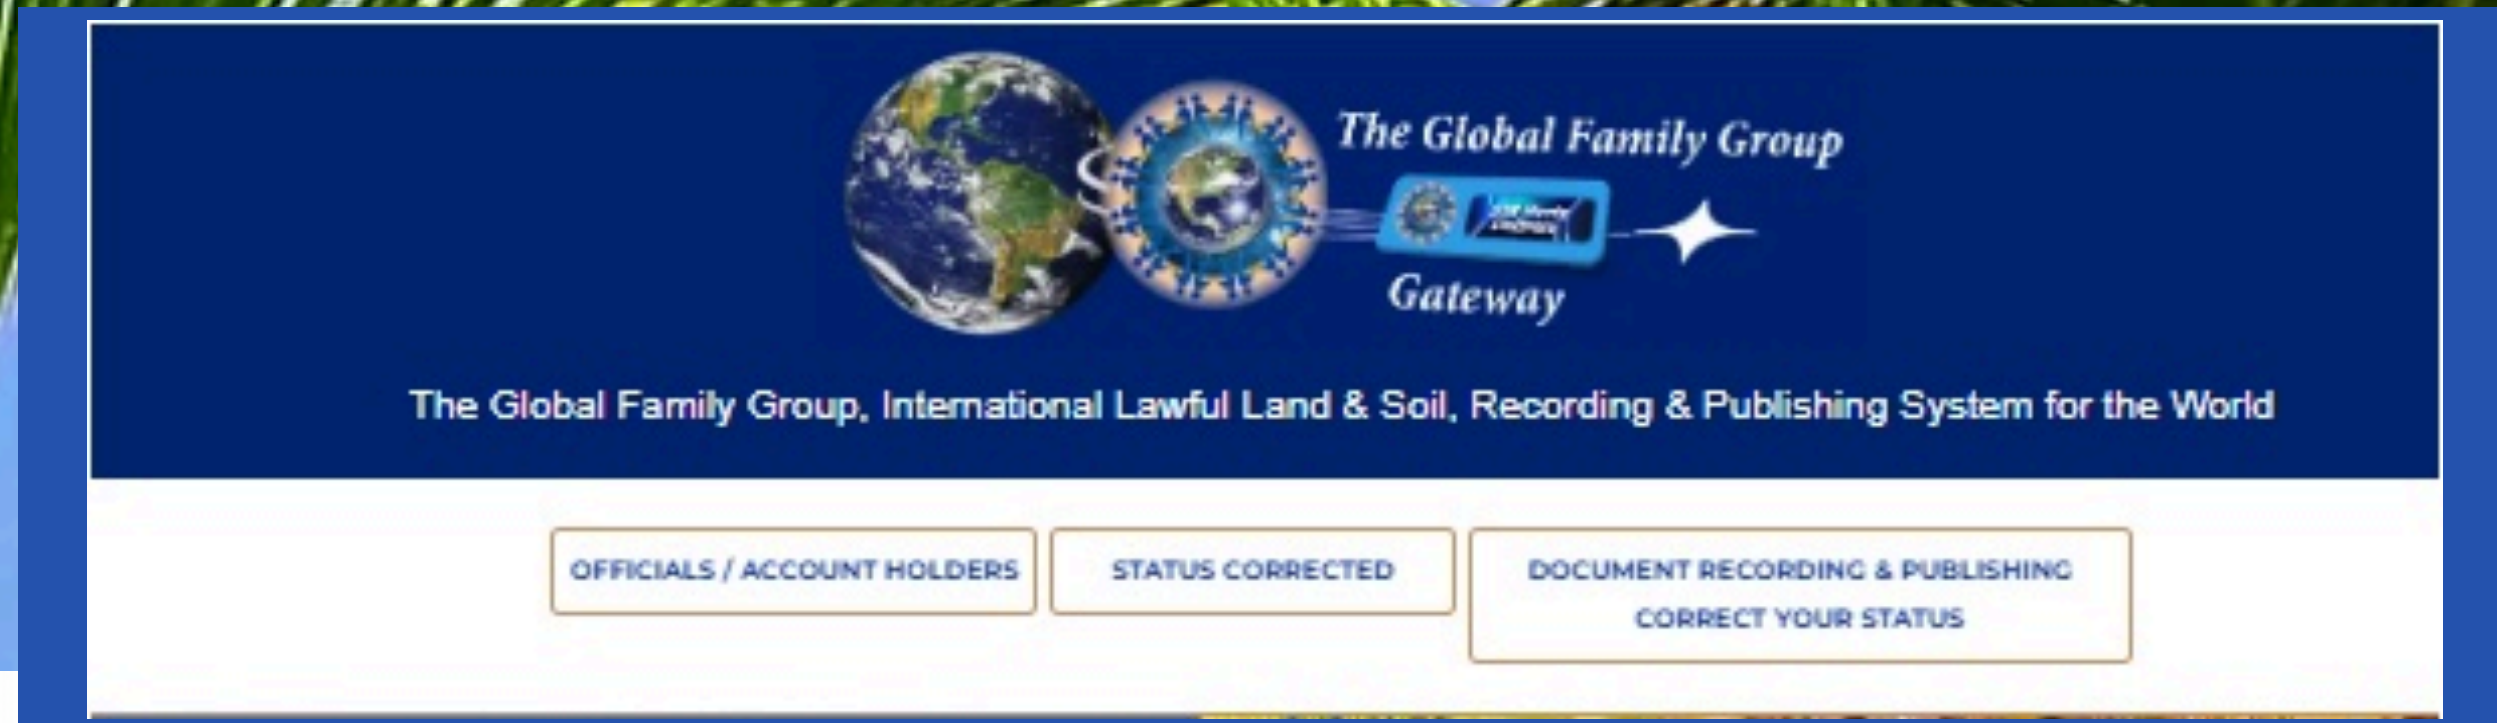 The Global Family Group
Gateway
The Global Family Group, International Lawful Land & Soil, Recording & Publishing System for the World
OFFICIALS / ACCOUNT HOLDERS
STATUS CORRECTED
DOCUMENT RECORDING & PUBLISHING
CORRECT YOUR STATUS